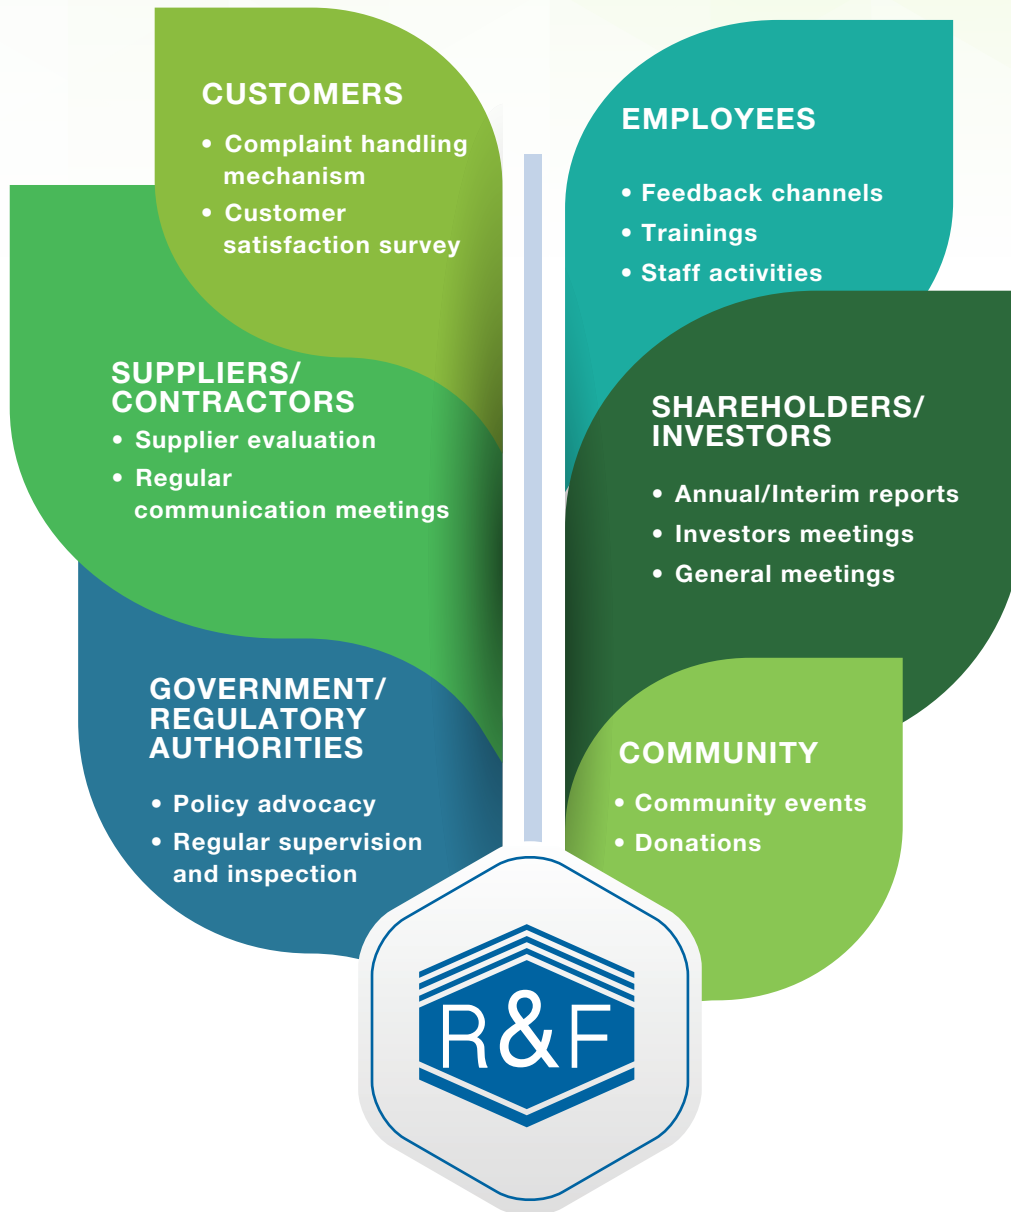 CUSTOMERS
• Complaint handling
mechanism
• Customer
satisfaction survey
SUPPLIERS/
CONTRACTORS
• Supplier evaluation
• Regular
communication meetings
GOVERNMENT/
REGULATORY
AUTHORITIES
• Policy advocacy
• Regular supervision
and inspection
EMPLOYEES
• Feedback channels
• Trainings
• Staff activities
SHAREHOLDERS/
INVESTORS
• Annual/Interim reports
• Investors meetings
• General meetings
COMMUNITY
• Community events
• Donations
R&F